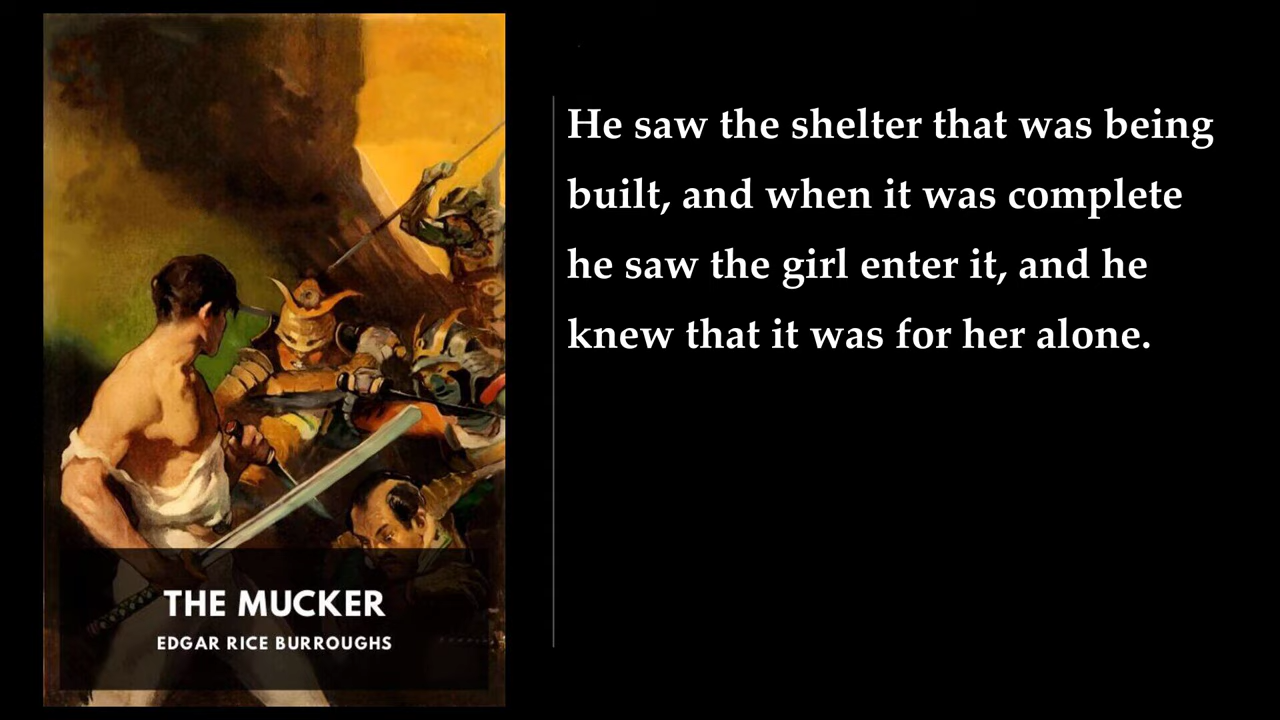 THE MUCKER
EDGAR RICE BURROUGHS
He saw the shelter that was being
built, and when it was complete
he saw the girl enter it, and he
knew that it was for her alone.